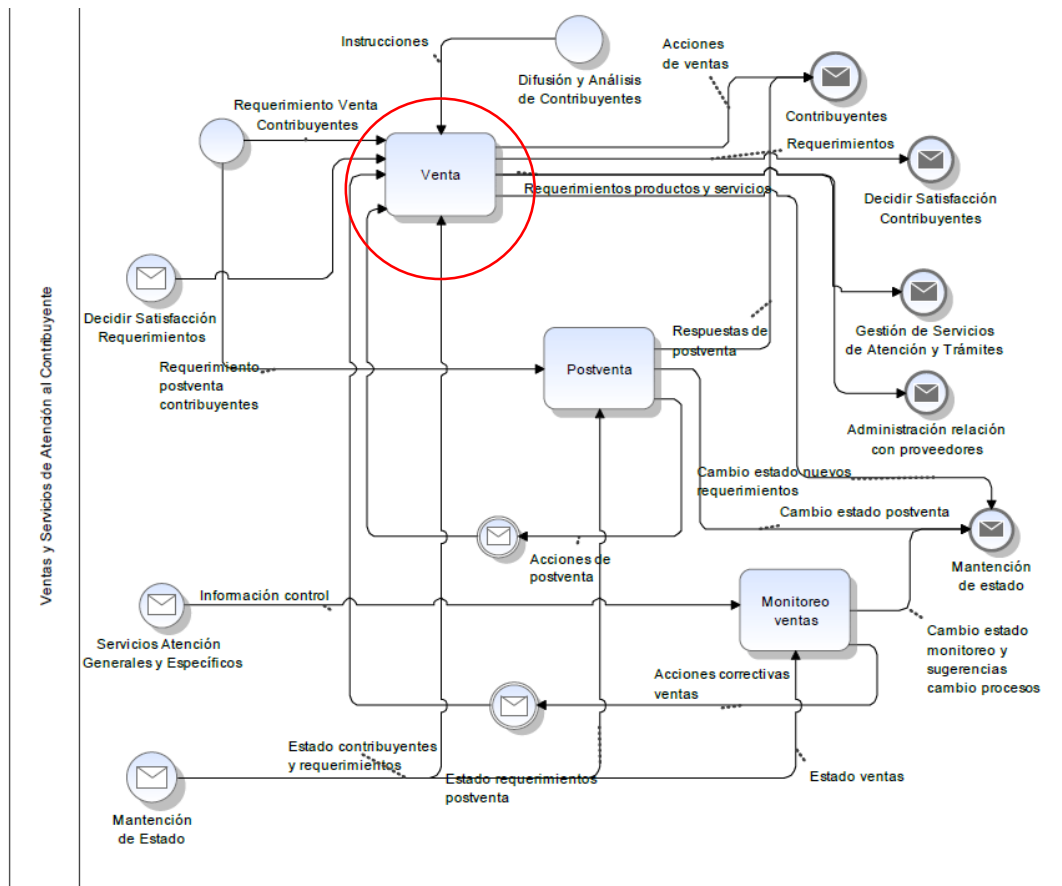 Instrucciones
Difusión y Análisis
de Contribuyentes
Acciones
de ventas
Contribuyentes
Requerimiento Venta
Contribuyentes
Venta
Requerimientos
Requerimientos productos y servicios
Decidir Satisfacción
Contribuyentes
Decidir Satisfacción
Requerimientos
Gestión de Servicios
de Atención y Trámites
Respuestas de
postventa
Requerimiento
postventa
contribuyentes
Postventa
Administración relación
con proveedores
Ventas y Servicios de Atención al Contribuyente
Cambio estado nuevos
requerimientos
Cambio estado postventa
Acciones de
postventa
Mantención
de estado
Información control
Monitoreo
ventas
Servicios Atención
Generales y Específicos
Cambio estado
monitoreo y
sugerencias
cambio procesos
Acciones correctivas
ventas
Estado contribuyentes
y requerimientos
Estado requerimientos
postventa
Estado ventas
Mantención
de Estado